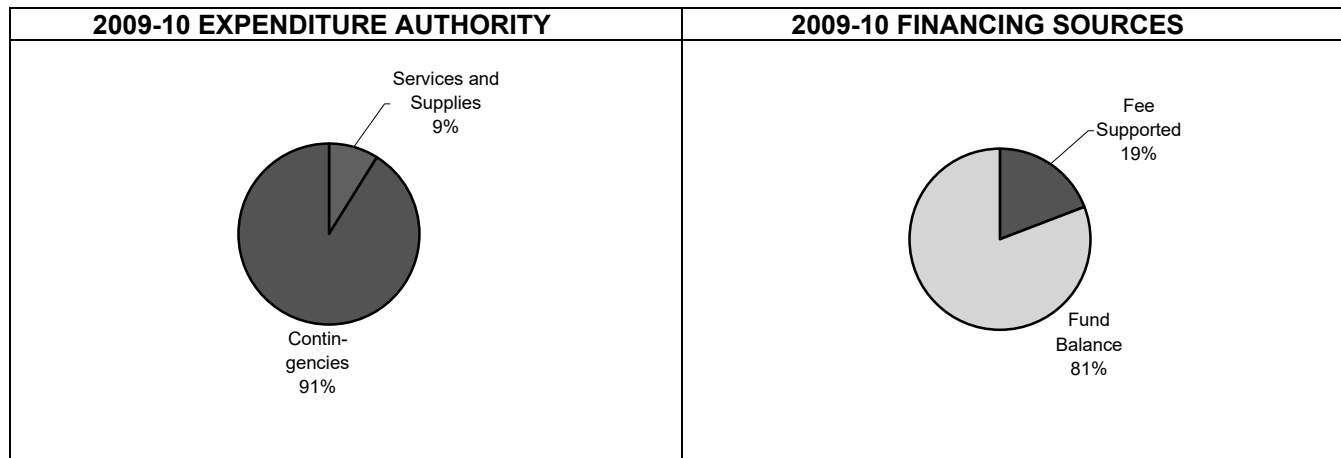 2009-10 EXPENDITURE AUTHORITY
Services and
Supplies
9%
Contin-
gencies
91%
2009-10 FINANCING SOURCES
Fee
Supported
19%
Fund
Balance
81%